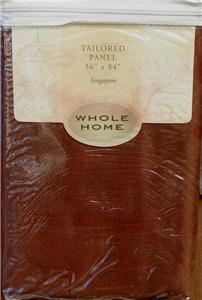 TAILORED
PANEL
56" x 84"
Singapore
WHOLE
HOME